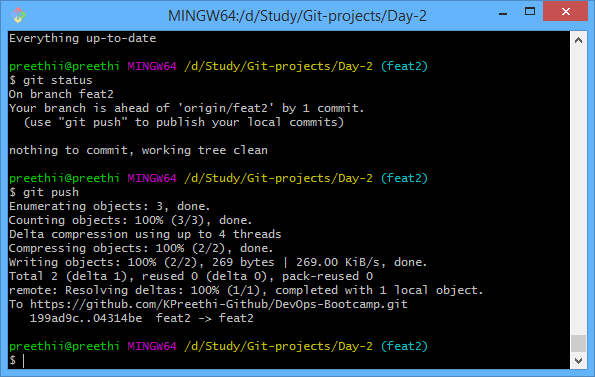 MINGW64:/d/Study/Git-projects/Day-2
Everything up-to-date
preethii@preethi MINGW64 /d/Study/Git-projects/Day-2 (feat2)
$ git status
On branch feat2
Your branch is ahead of 'origin/feat2' by 1 commit.
  (use "git push" to publish your local commits)
nothing to commit, working tree clean
preethii@preethi MINGW64 /d/Study/Git-projects/Day-2 (feat2)
$ git push
Enumerating objects: 3, done.
Counting objects: 100% (3/3), done.
Delta compression using up to 4 threads
Compressing objects: 100% (2/2), done.
Writing objects: 100% (2/2), 269 bytes | 269.00 KiB/s, done.
Total 2 (delta 1), reused 0 (delta 0), pack-reused 0
remote: Resolving deltas: 100% (1/1), completed with 1 local object.
To https://github.com/KPreethi-Github/DevOps-Bootcamp.git
   199ad9c..04314be  feat2 -> feat2
preethii@preethi MINGW64 /d/Study/Git-projects/Day-2 (feat2)
$